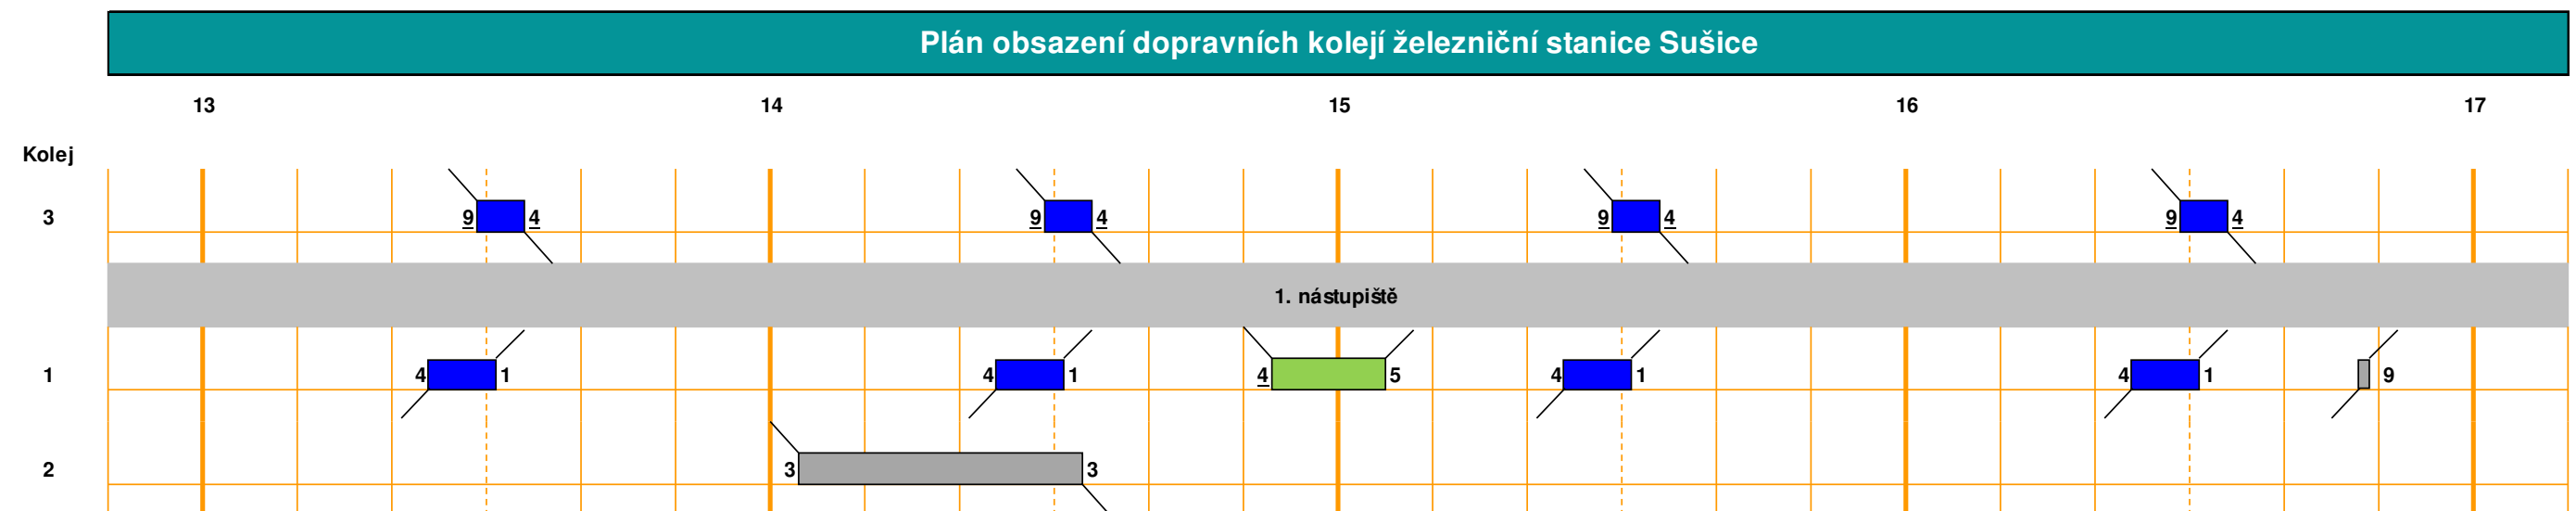 Plán obsazení dopravních kolejí železniční stanice Sušice
13 14 15 16 17
Kolej
3 9 4 9 4 9 4 9 4
1. nástupiště
1 4 1 4 1 4 5 4 1 4 1 9
2 3 3